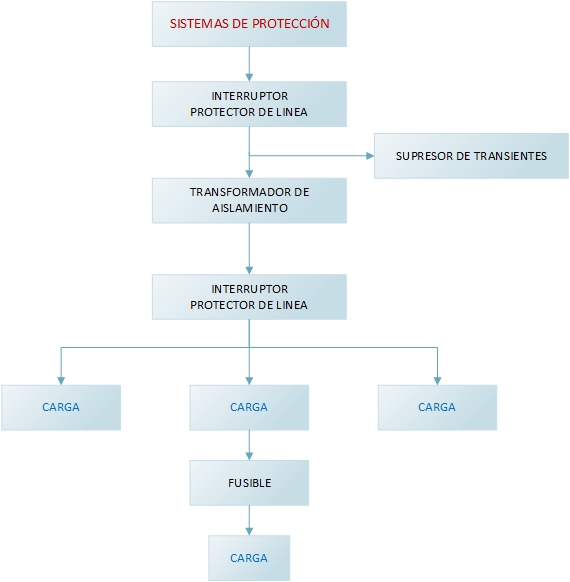 SISTEMAS DE PROTECCIÓN
INTERRUPTOR
PROTECTOR DE LINEA
SUPRESOR DE TRANSIENTES
TRANSFORMADOR DE
AISLAMIENTO
INTERRUPTOR
PROTECTOR DE LINEA
CARGA
CARGA
CARGA
FUSIBLE
CARGA